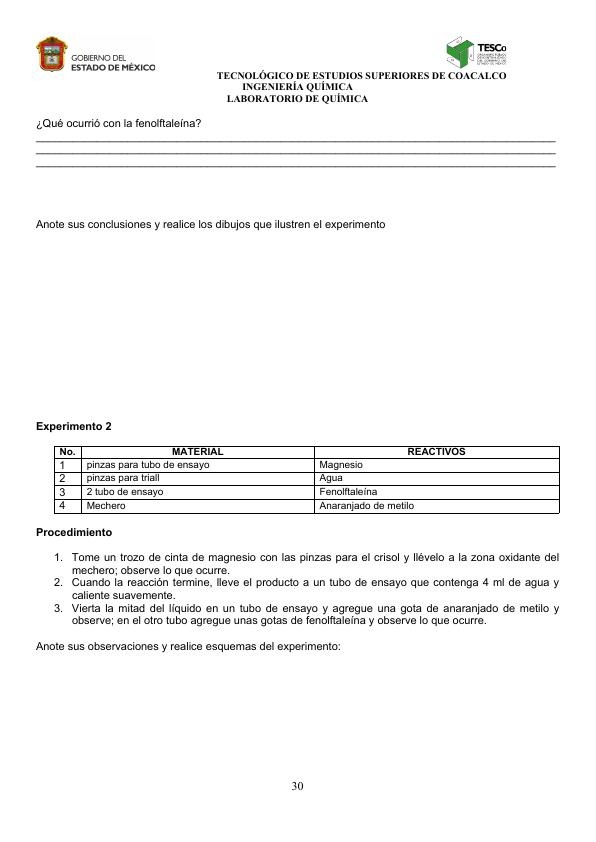 GOBIERNO DEL
ESTADO DE MÉXICO
TESCo
TECNOLÓGICO DE ESTUDIOS SUPERIORES DE COACALCO
INGENIERÍA QUÍMICA
LABORATORIO DE QUÍMICA
¿Qué ocurrió con la fenolftaleína?
Anote sus conclusiones y realice los dibujos que ilustren el experimento
Experimento 2
No. MATERIAL REACTIVOS
1 pinzas para tubo de ensayo Magnesio
2 pinzas para triall Agua
3 2 tubo de ensayo Fenolftaleína
4 Mechero Anaranjado de metilo
Procedimiento
1. Tome un trozo de cinta de magnesio con las pinzas para el crisol y llévelo a la zona oxidante del
mechero; observe lo que ocurre.
2. Cuando la reacción termine, lleve el producto a un tubo de ensayo que contenga 4 ml de agua y
caliente suavemente.
3. Vierta la mitad del líquido en un tubo de ensayo y agregue una gota de anaranjado de metilo y
observe; en el otro tubo agregue unas gotas de fenolftaleína y observe lo que ocurre.
Anote sus observaciones y realice esquemas del experimento:
30